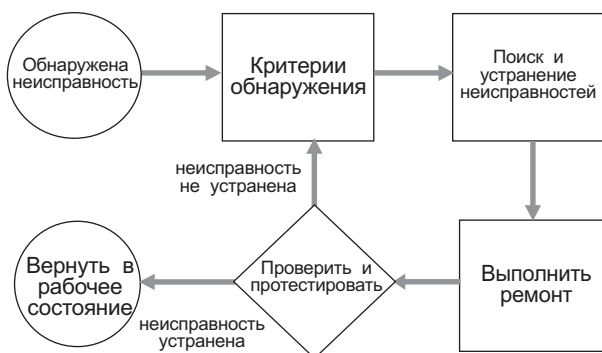 Обнаружена
неисправность
Критерии
обнаружения
Поиск и
устранение
неисправностей
неисправность
не устранена
Вернуть в
рабочее
состояние
Проверить и
протестировать
Выполнить
ремонт
неисправность
устранена